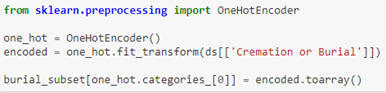 from sklearn.preprocessing import OneHotEncoder
one_hot = OneHotEncoder()
encoded = one_hot.fit_transform(ds[['Cremation or Burial']])
burial_subset[one_hot.categories_[0]] = encoded.toarray()